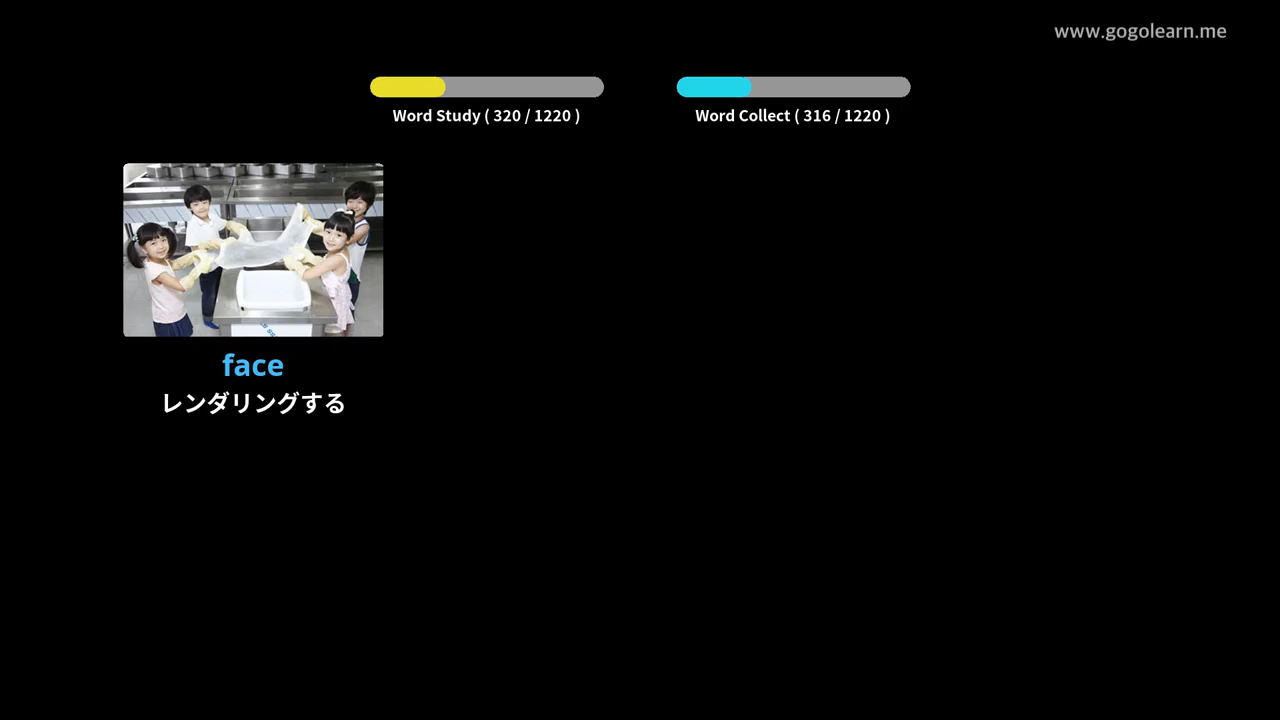 www.gogolearn.me
Word Study ( 320 / 1220 )
Word Collect ( 316 / 1220 )
face
レンダリングする